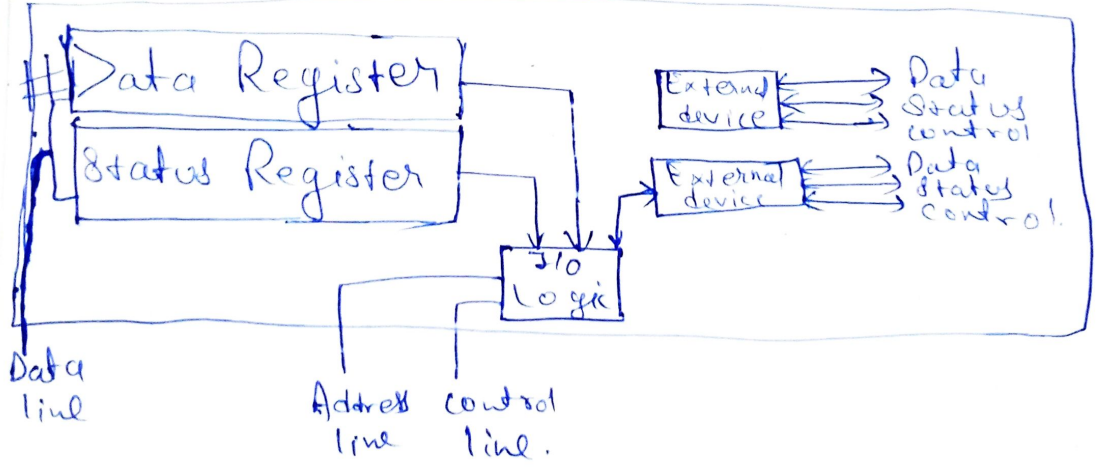 Data Register
Status Register
External
device
Data
Status
control
External
device
Data
Status
Control.
I/O
Logic
Data
line
Address
line
control
line.